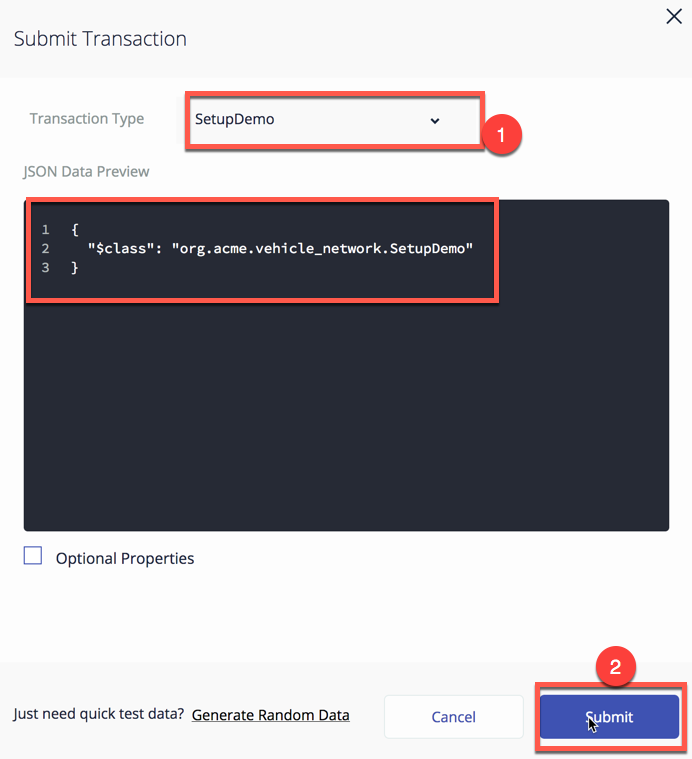 Submit Transaction
Transaction Type SetupDemo
1
JSON Data Preview
1 {
2 "$class": "org.acme.vehicle_network.SetupDemo"
3 }
Optional Properties
2
Just need quick test data? Generate Random Data Cancel Submit